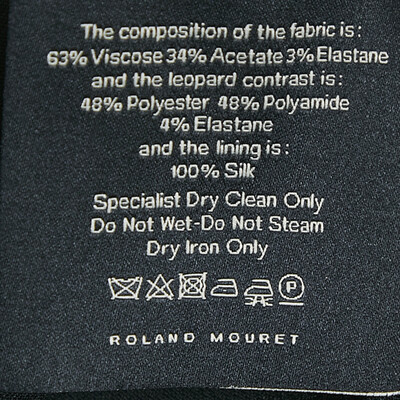 The composition of the fabric is:
63% Viscose 34% Acetate 3% Elastane
and the leopard contrast is:
48% Polyester 48% Polyamide
4% Elastane
and the lining is:
100% Silk
Specialist Dry Clean Only
Do Not Wet-Do Not Steam
Dry Iron Only
P
ROLAND MOURET